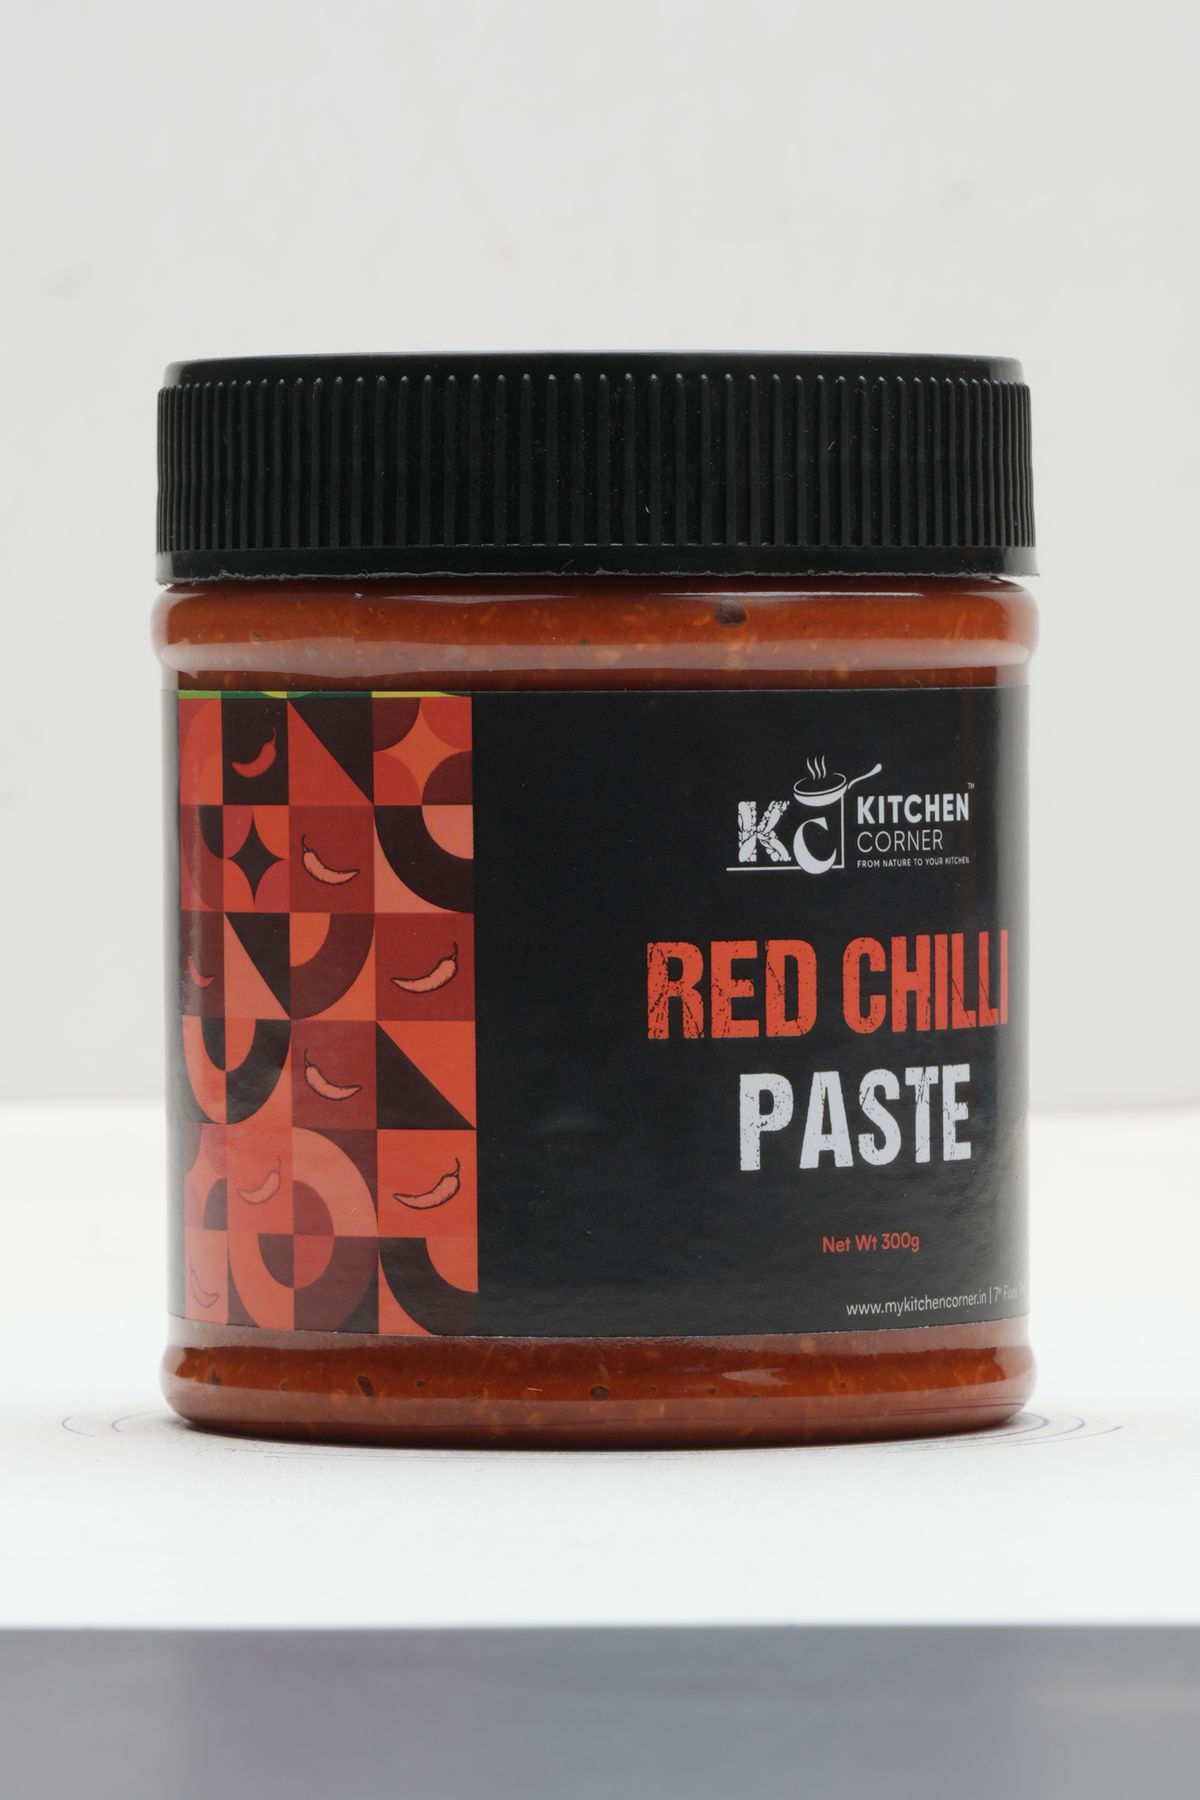 KC
KITCHEN™
CORNER
FROM NATURE TO YOUR KITCHEN
RED CHILLI
PASTE
Net Wt 300g
www.mykitchencorner.in | 7th Floor,